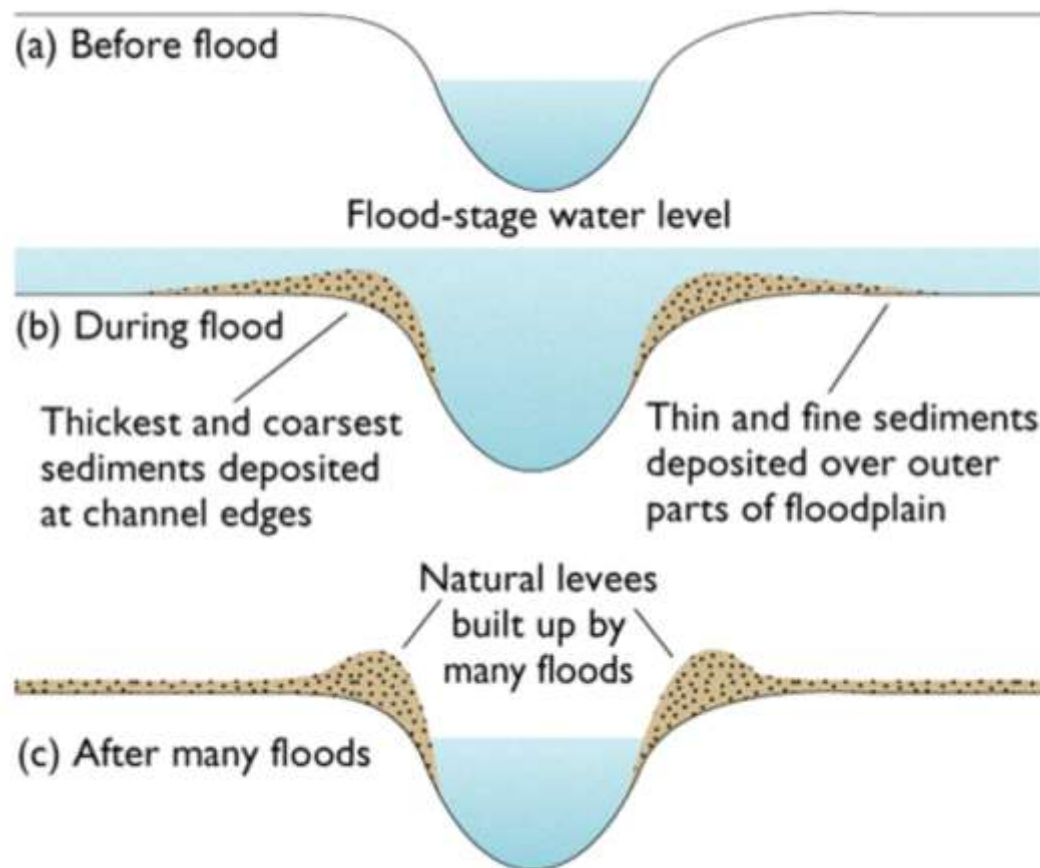 (a) Before flood
Flood-stage water level
(b) During flood
Thickest and coarsest
sediments deposited
at channel edges
Thin and fine sediments
deposited over outer
parts of floodplain
Natural levees
built up by
many floods
(c) After many floods